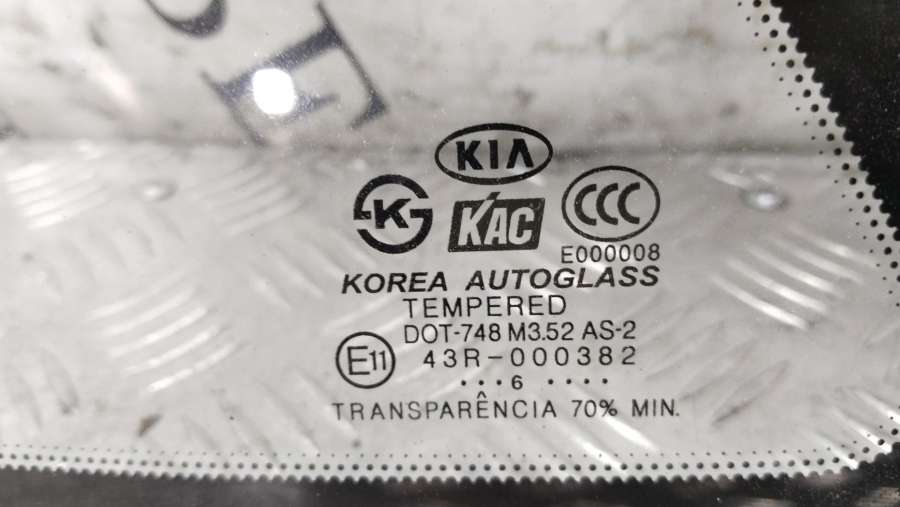 KIA
K KAC CCC
E000008
KOREA AUTOGLASS
TEMPERED
DOT-748 M3.52 AS-2
E11 43R-000382
...6 ....
TRANSPARÊNCIA 70% MIN.